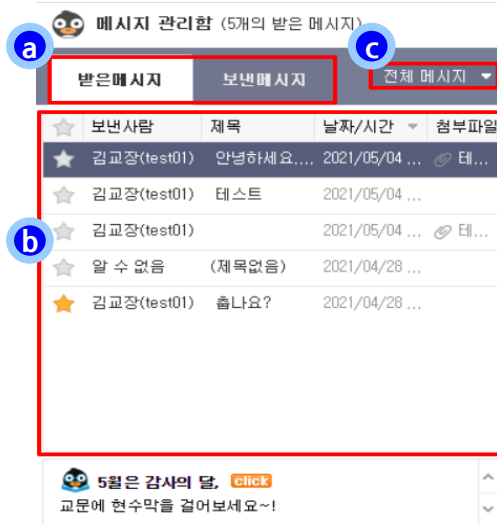 메시지 관리함 (5개의 받은 메시지)
a
c
받은메시지 보낸메시지 전체 메시지
보낸사람 제목 날짜/시간 첨부파일
김교장(test01) 안녕하세요.... 2021/05/04 ... 테...
김교장(test01) 테스트 2021/05/04 ...
김교장(test01) 2021/05/04 ... 테...
b
알 수 없음 (제목없음) 2021/04/28 ...
김교장(test01) 춥나요? 2021/04/28 ...
5월은 감사의 달, click
교문에 현수막을 걸어보세요~!